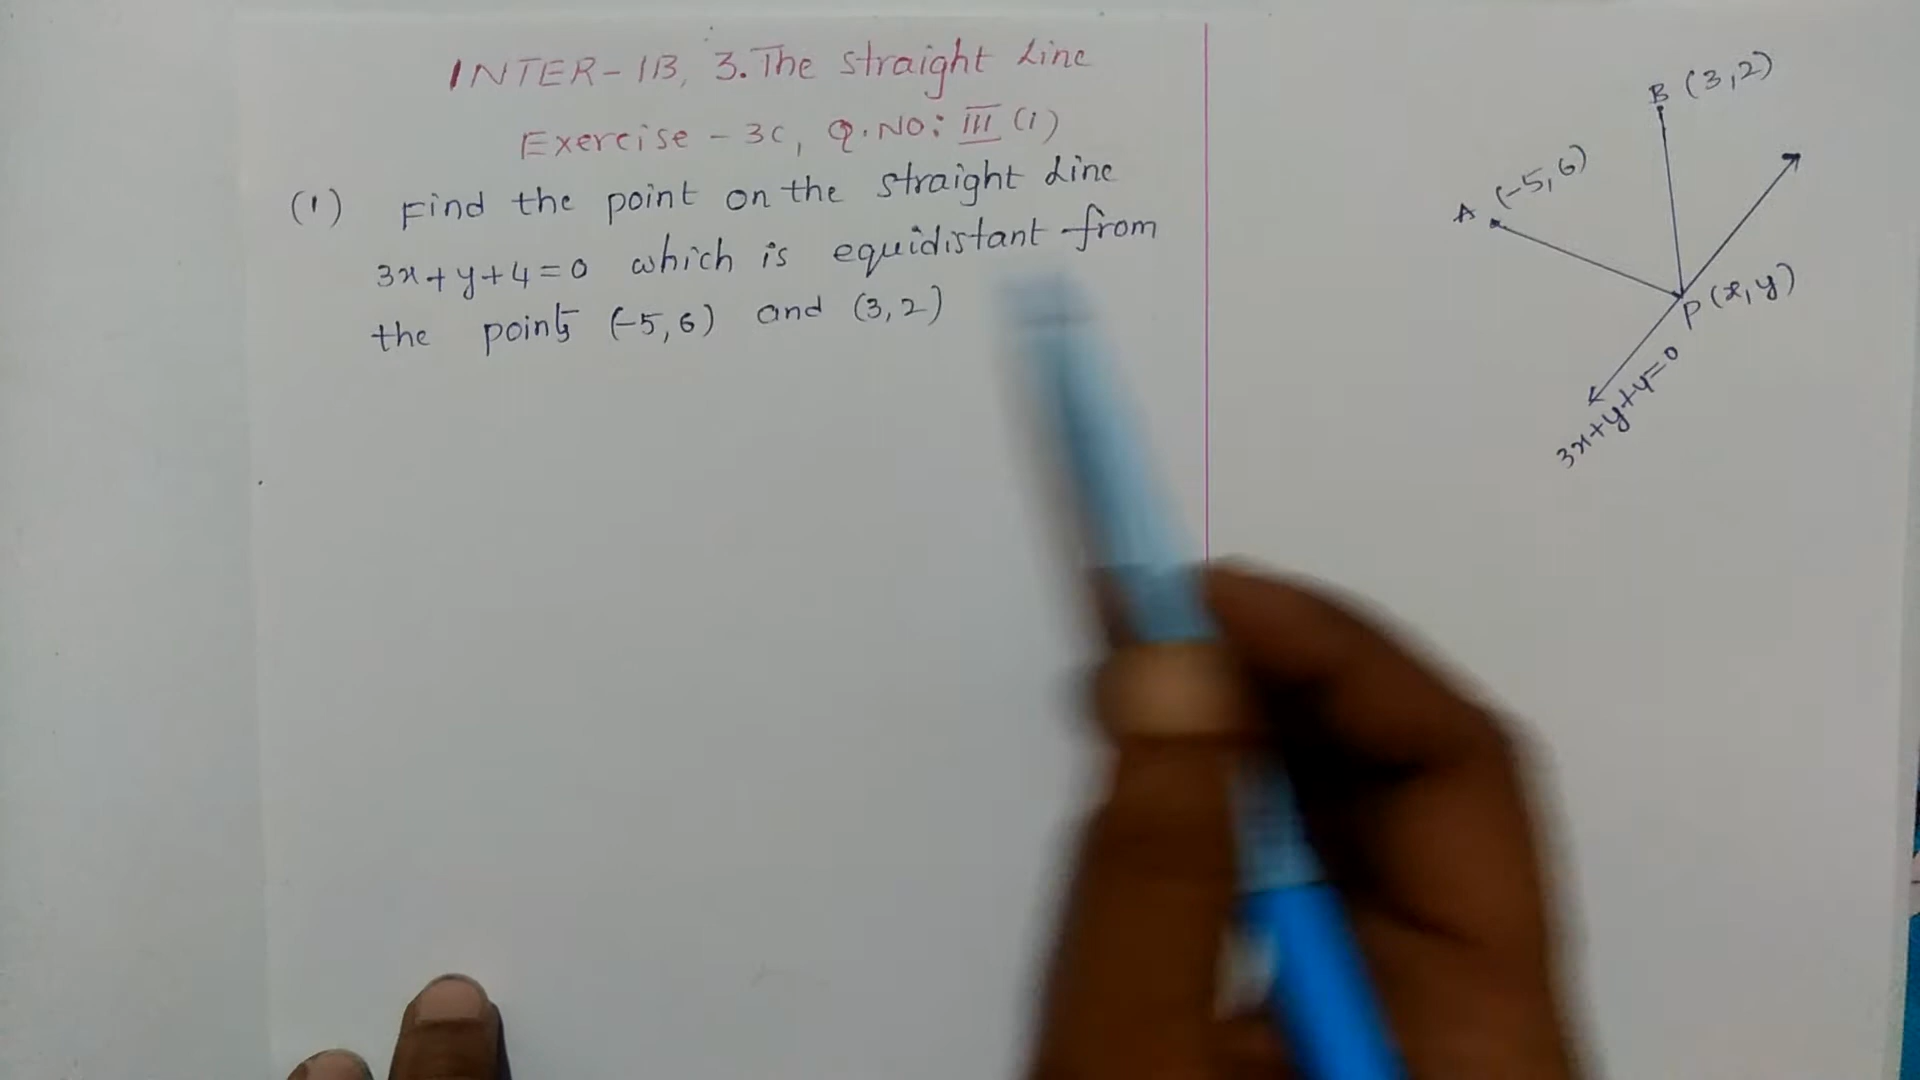 INTER-1B, 3. The straight Line
Exercise - 3C, Q.NO: III (1)
(1) Find the point on the straight Line
3x+y+4=0 which is equidistant from
the points (-5,6) and (3,2)
B (3,2)
A (-5,6)
P(x,y)
3x+y+4=0